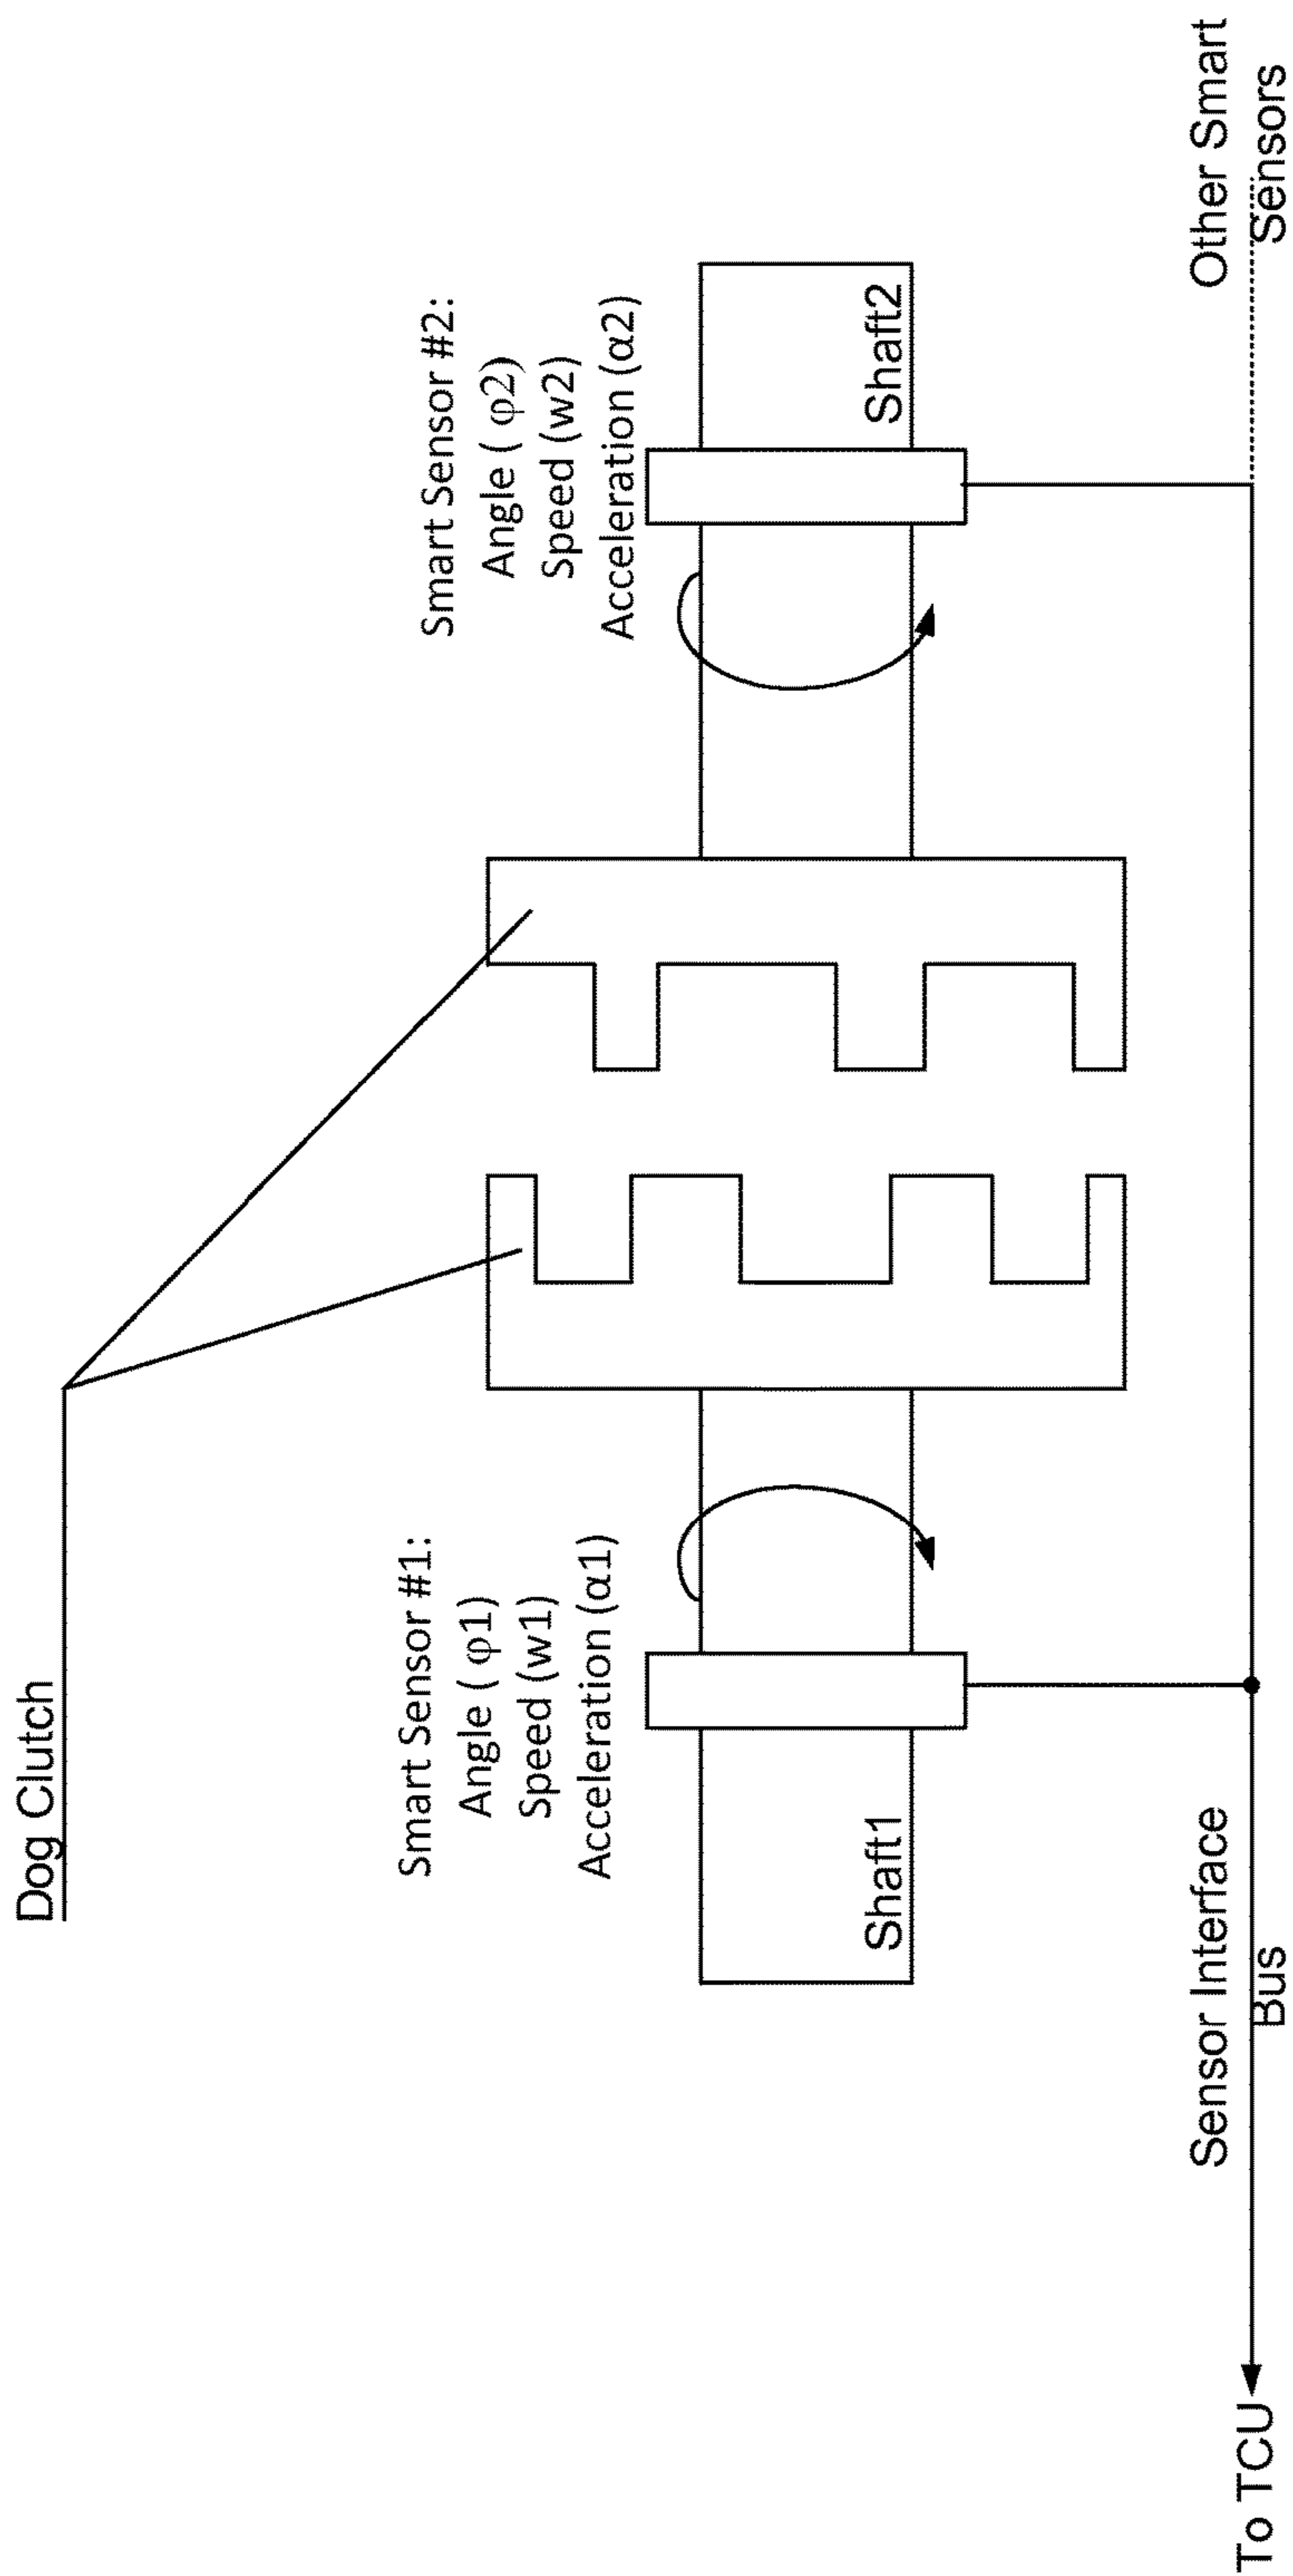 Dog Clutch
Smart Sensor #1:
Angle ( φ1)
Speed (w1)
Acceleration (α1)
Smart Sensor #2:
Angle ( φ2)
Speed (w2)
Acceleration (α2)
Shaft1
Shaft2
To TCU
Sensor Interface
Bus
Other Smart
Sensors